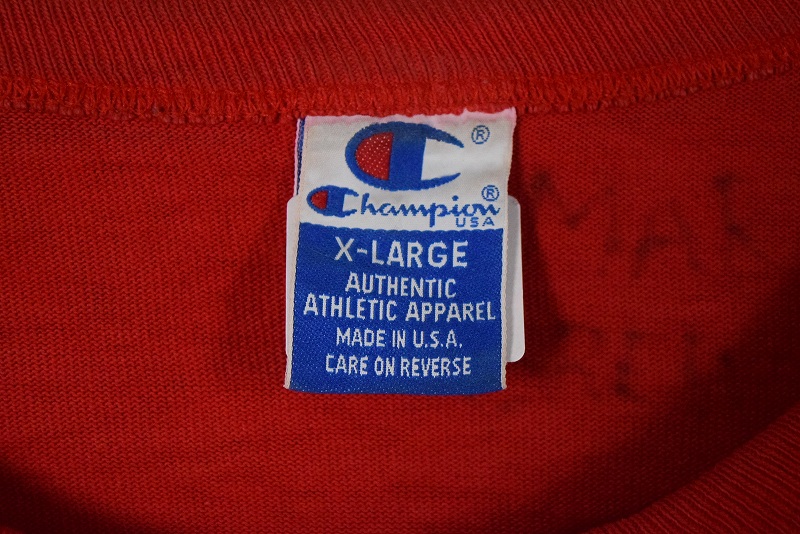 ®
Champion®
USA
X-LARGE
AUTHENTIC
ATHLETIC APPAREL
MADE IN U.S.A.
CARE ON REVERSE